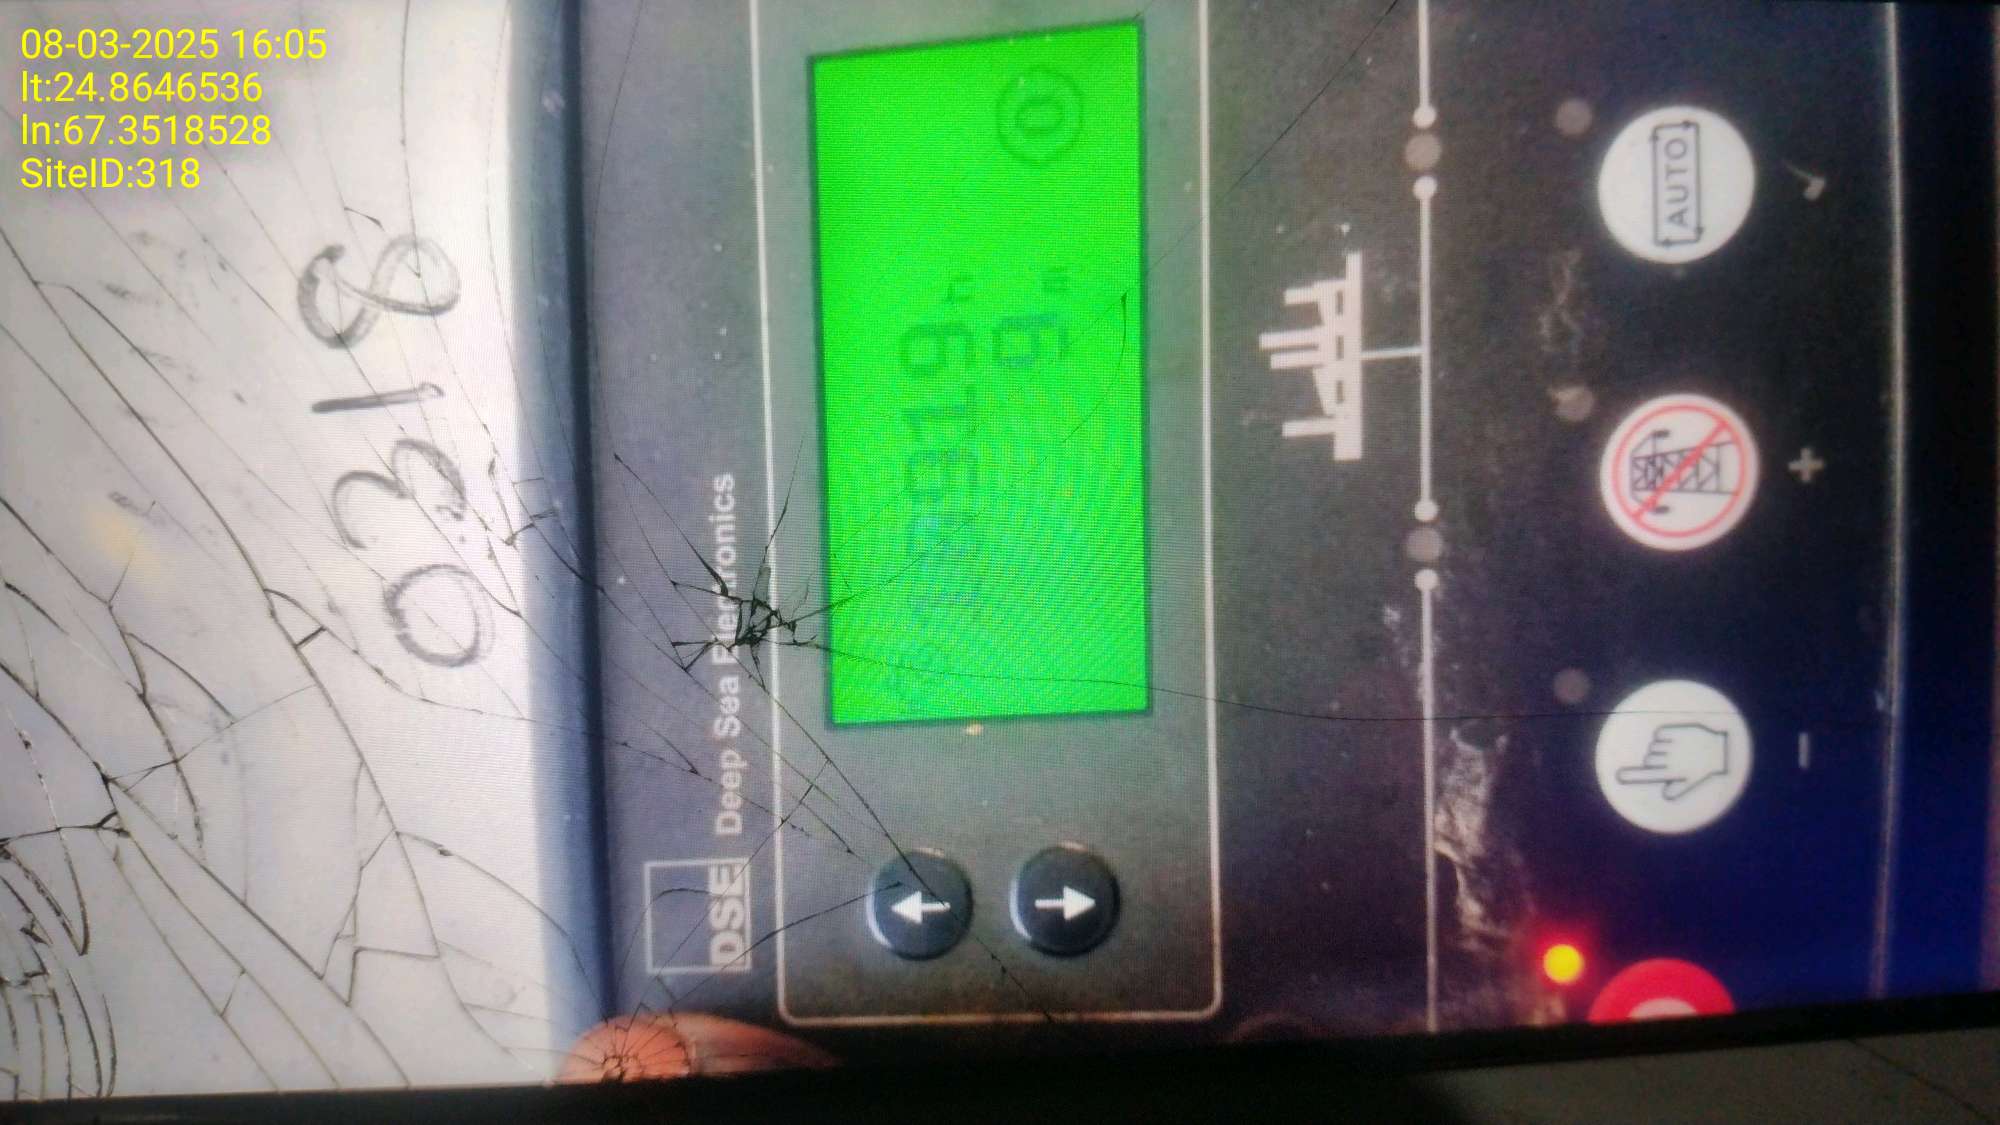 08-03-2025 16:05
lt:24.8646536
ln:67.3518528
SiteID:318
0318
DSE Deep Sea Electronics
AUTO